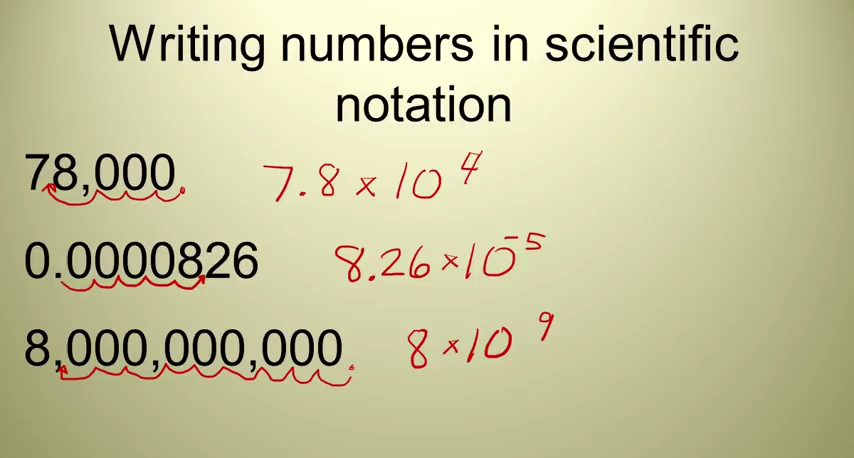 Writing numbers in scientific
notation
78,000. 7.8 × 10⁴
0.0000826 8.26 × 10⁻⁵
8,000,000,000. 8 × 10⁹